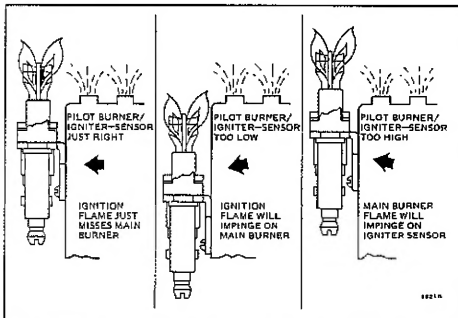 PILOT BURNER/
IGNITER-SENSOR
JUST RIGHT
IGNITION
FLAME JUST
MISSES MAIN
BURNER
PILOT BURNER/
IGNITER-SENSOR
TOO LOW
IGNITION
FLAME WILL
IMPINGE ON
MAIN BURNER
PILOT BURNER/
IGNITER-SENSOR
TOO HIGH
MAIN BURNER
FLAME WILL
IMPINGE ON
IGNITER SENSOR